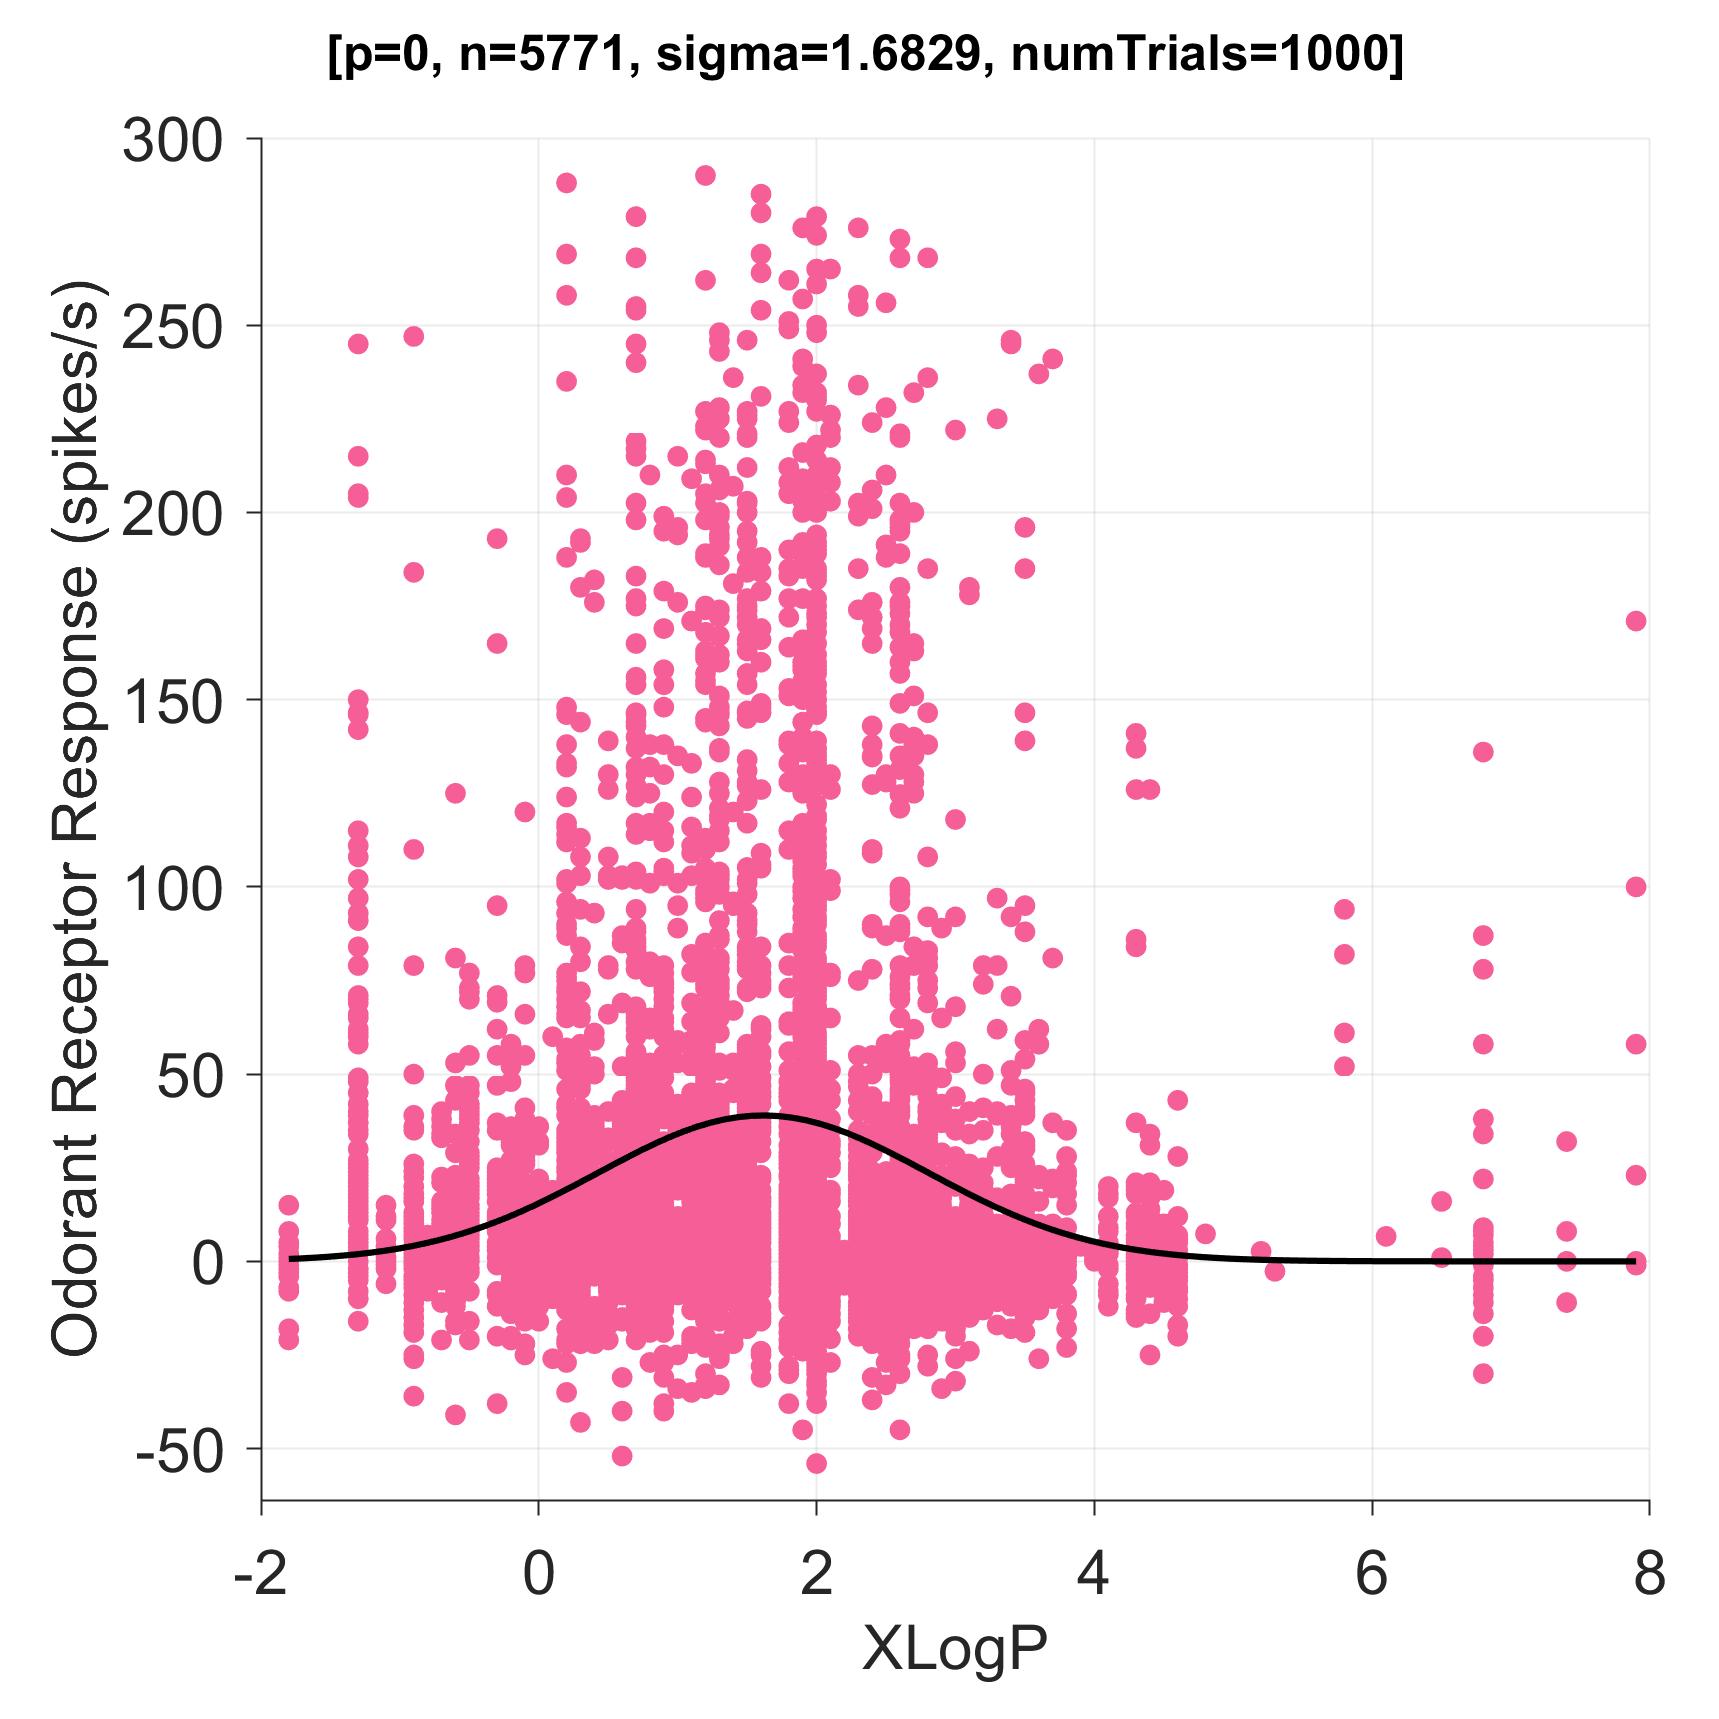 [p=0, n=5771, sigma=1.6829, numTrials=1000]
Odorant Receptor Response (spikes/s)
300
250
200
150
100
50
0
-50
-2 0 2 4 6 8
XLogP